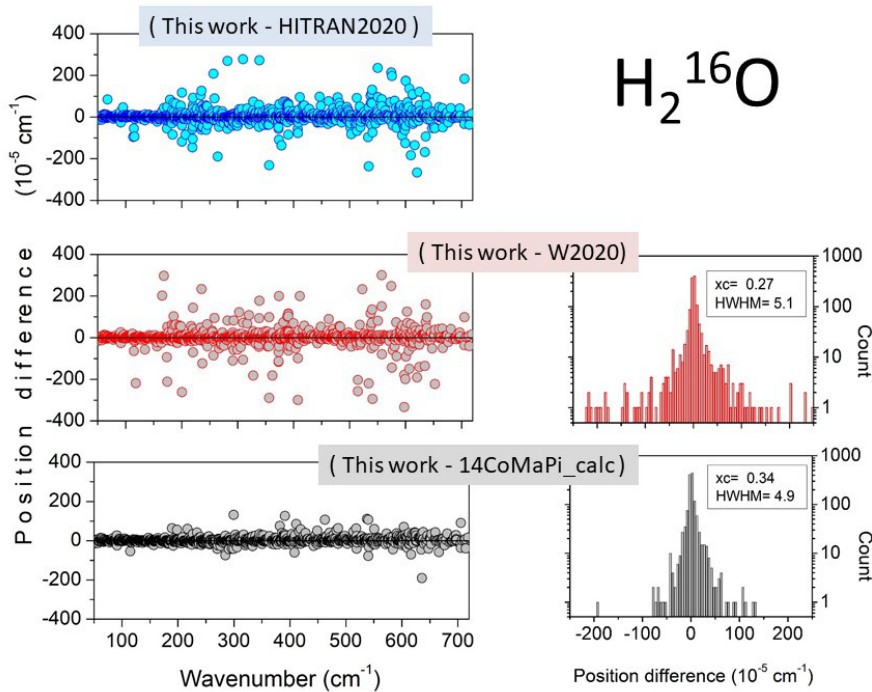 ( This work - HITRAN2020 )
H₂¹⁶O
400
200
0
-200
-400
(10⁻⁵ cm⁻¹)
( This work - W2020)
400
200
0
-200
-400
Position difference
xc= 0.27
HWHM= 5.1
1000
100
10
1
Count
( This work - 14CoMaPi_calc )
400
200
0
-200
-400
100 200 300 400 500 600 700
Wavenumber (cm⁻¹)
xc= 0.34
HWHM= 4.9
1000
100
10
1
Count
-200 -100 0 100 200
Position difference (10⁻⁵ cm⁻¹)